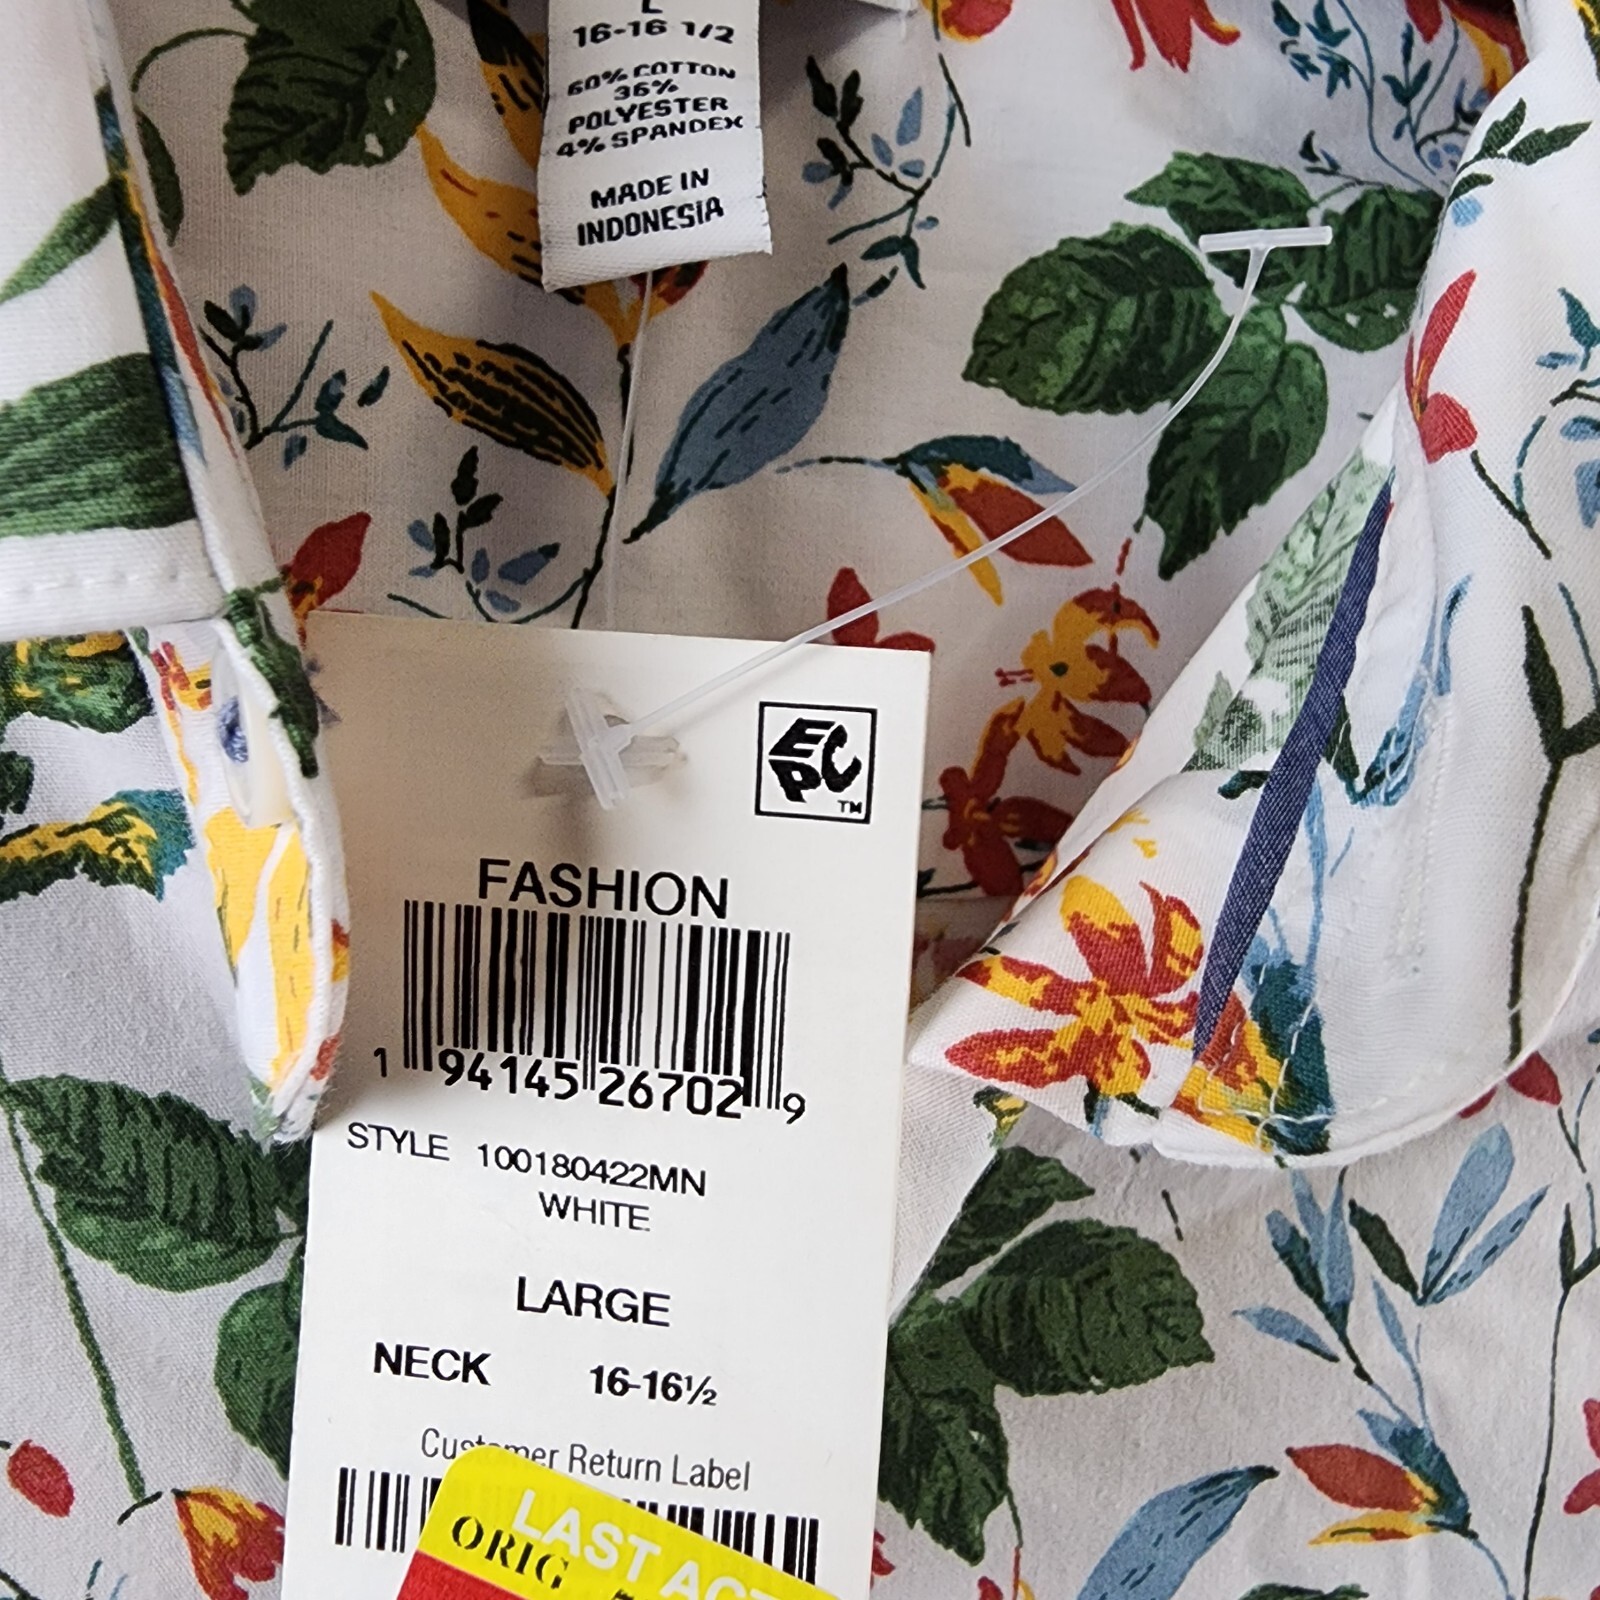 L
16-16 1/2
60% COTTON
36%
POLYESTER
4% SPANDEX
MADE IN
INDONESIA
EPC
TM
FASHION
1 94145 26702 9
STYLE 100180422MN
WHITE
LARGE
NECK 16-16½
Customer Return Label
LAST ACT
ORIG